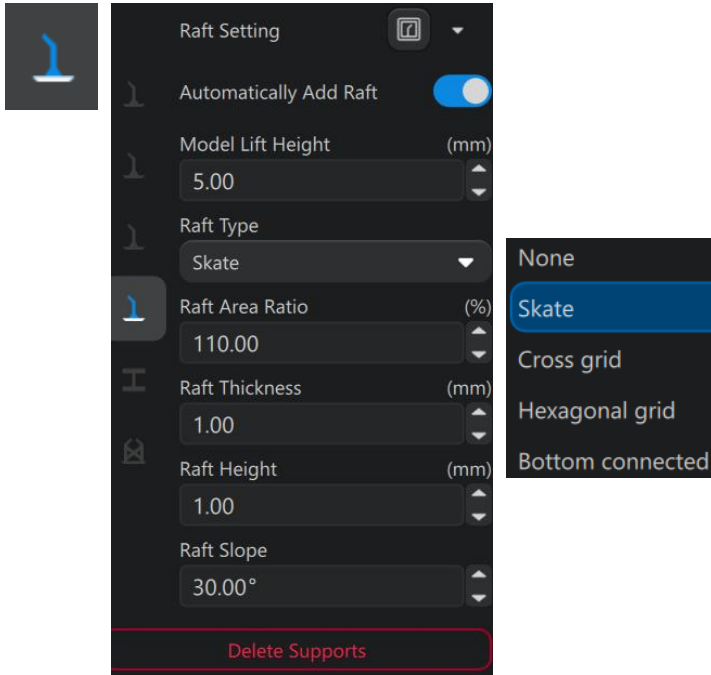 Raft Setting
Automatically Add Raft
Model Lift Height (mm)
5.00
Raft Type
Skate
Raft Area Ratio (%)
110.00
Raft Thickness (mm)
1.00
Raft Height (mm)
1.00
Raft Slope
30.00°
Delete Supports
None
Skate
Cross grid
Hexagonal grid
Bottom connected